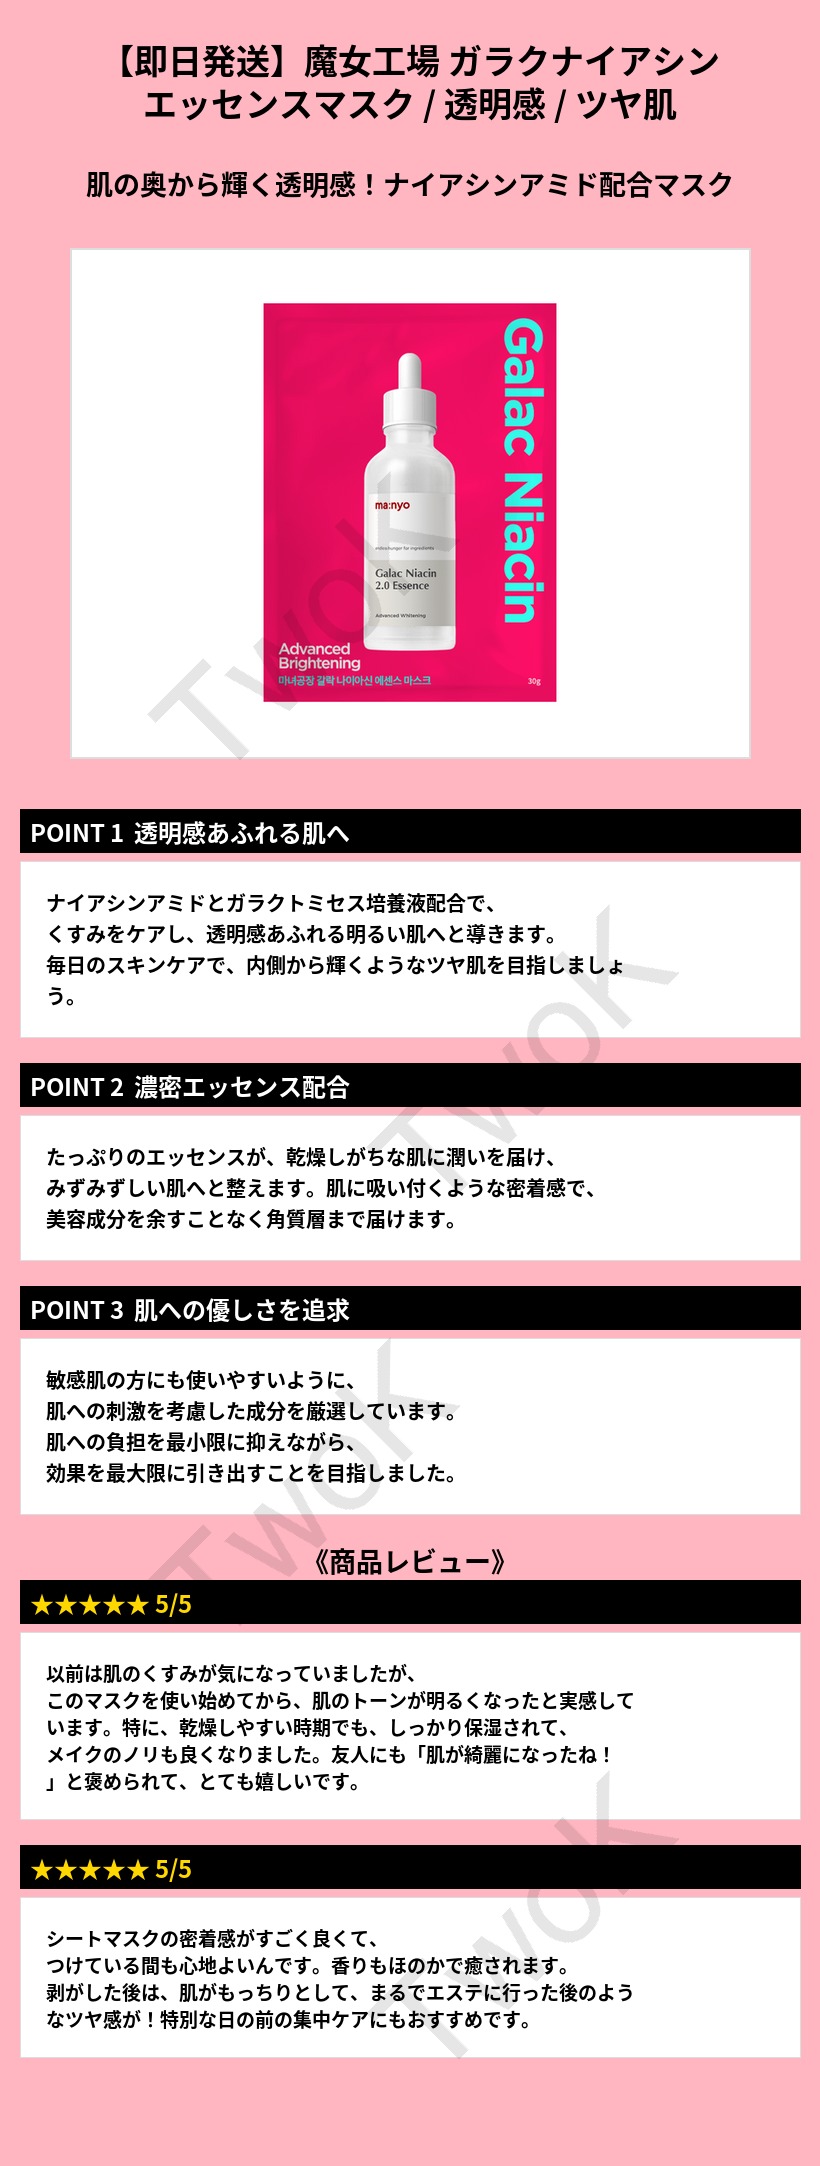 【即日発送】魔女工場 ガラクナイアシン
エッセンスマスク / 透明感 / ツヤ肌
肌の奥から輝く透明感！ナイアシンアミド配合マスク
Galac Niacin
ma:nyo
Galac Niacin
2.0 Essence
Advanced Whitening
Advanced
Brightening
마녀공장 갈락 나이아신 에센스 마스크
30g
TwoK
POINT 1 透明感あふれる肌へ
ナイアシンアミドとガラクトミセス培養液配合で、
くすみをケアし、透明感あふれる明るい肌へと導きます。
毎日のスキンケアで、内側から輝くようなツヤ肌を目指しましょ
う。
TwoK
POINT 2 濃密エッセンス配合
たっぷりのエッセンスが、乾燥しがちな肌に潤いを届け、
みずみずしい肌へと整えます。肌に吸い付くような密着感で、
美容成分を余すことなく角質層まで届けます。
POINT 3 肌への優しさを追求
敏感肌の方にも使いやすいように、
肌への刺激を考慮した成分を厳選しています。
肌への負担を最小限に抑えながら、
効果を最大限に引き出すことを目指しました。
TwoK
《商品レビュー》
★★★★★ 5/5
以前は肌のくすみが気になっていましたが、
このマスクを使い始めてから、肌のトーンが明るくなったと実感して
います。特に、乾燥しやすい時期でも、しっかり保湿されて、
メイクのノリも良くなりました。友人にも「肌が綺麗になったね！
」と褒められて、とても嬉しいです。
★★★★★ 5/5
シートマスクの密着感がすごく良くて、
つけている間も心地よいんです。香りもほのかで癒されます。
剥がした後は、肌がもっちりとして、まるでエステに行った後のよう
なツヤ感が！特別な日の前の集中ケアにもおすすめです。
TwoK